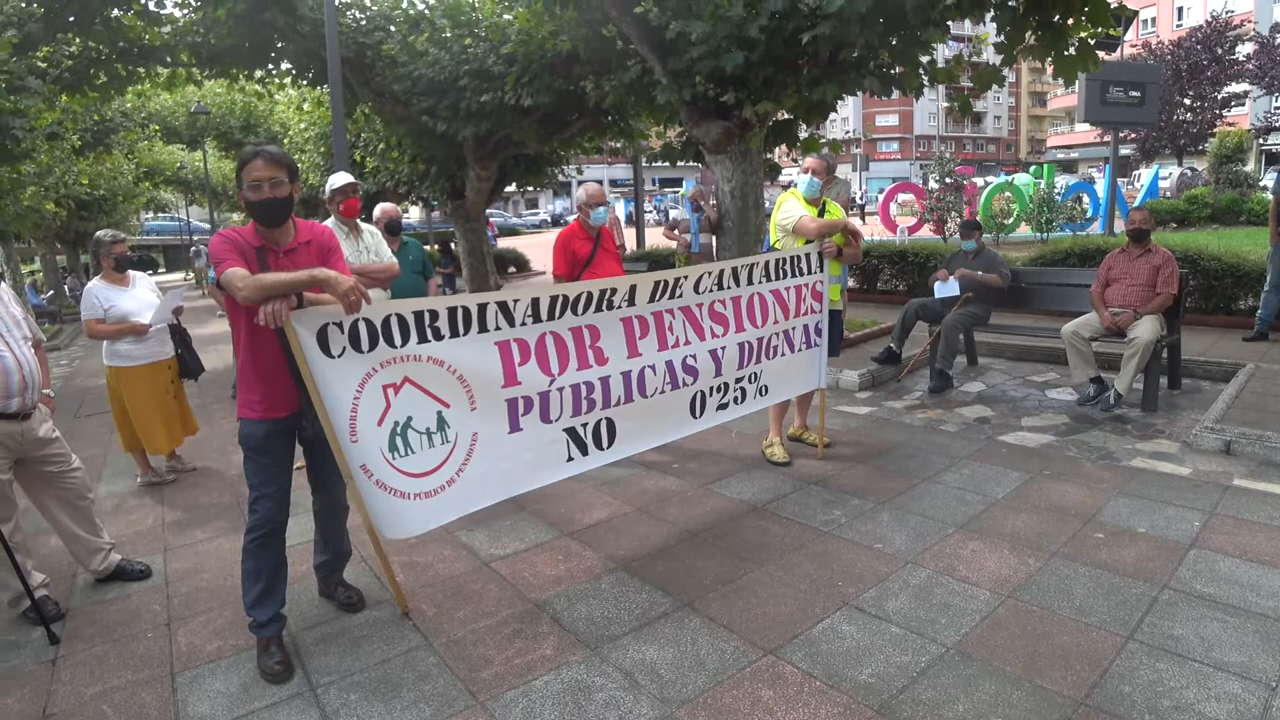 COORDINADORA DE CANTABRIA
POR PENSIONES
PÚBLICAS Y DIGNAS
NO 0'25%
COORDINADORA ESTATAL POR LA DEFENSA
DEL SISTEMA PÚBLICO DE PENSIONES